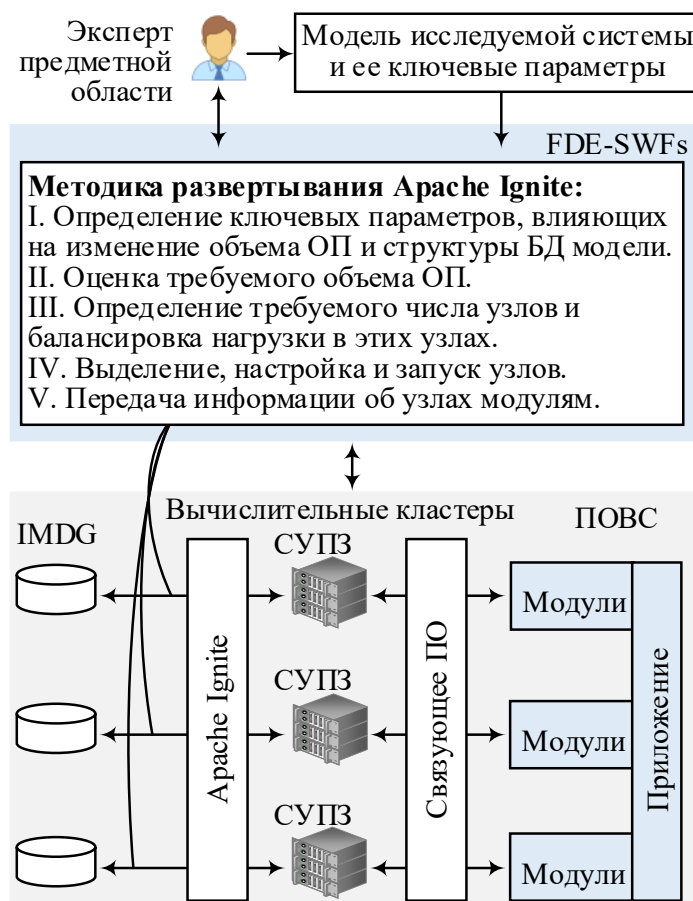 Эксперт
предметной
области
Модель исследуемой системы
и ее ключевые параметры
FDE-SWFs
Методика развертывания Apache Ignite:
I. Определение ключевых параметров, влияющих
на изменение объема ОП и структуры БД модели.
II. Оценка требуемого объема ОП.
III. Определение требуемого числа узлов и
балансировка нагрузки в этих узлах.
IV. Выделение, настройка и запуск узлов.
V. Передача информации об узлах модулям.
Вычислительные кластеры
IMDG
СУПЗ
ПОВС
Apache Ignite
Связующее ПО
Модули
Приложение
СУПЗ
Модули
СУПЗ
Модули